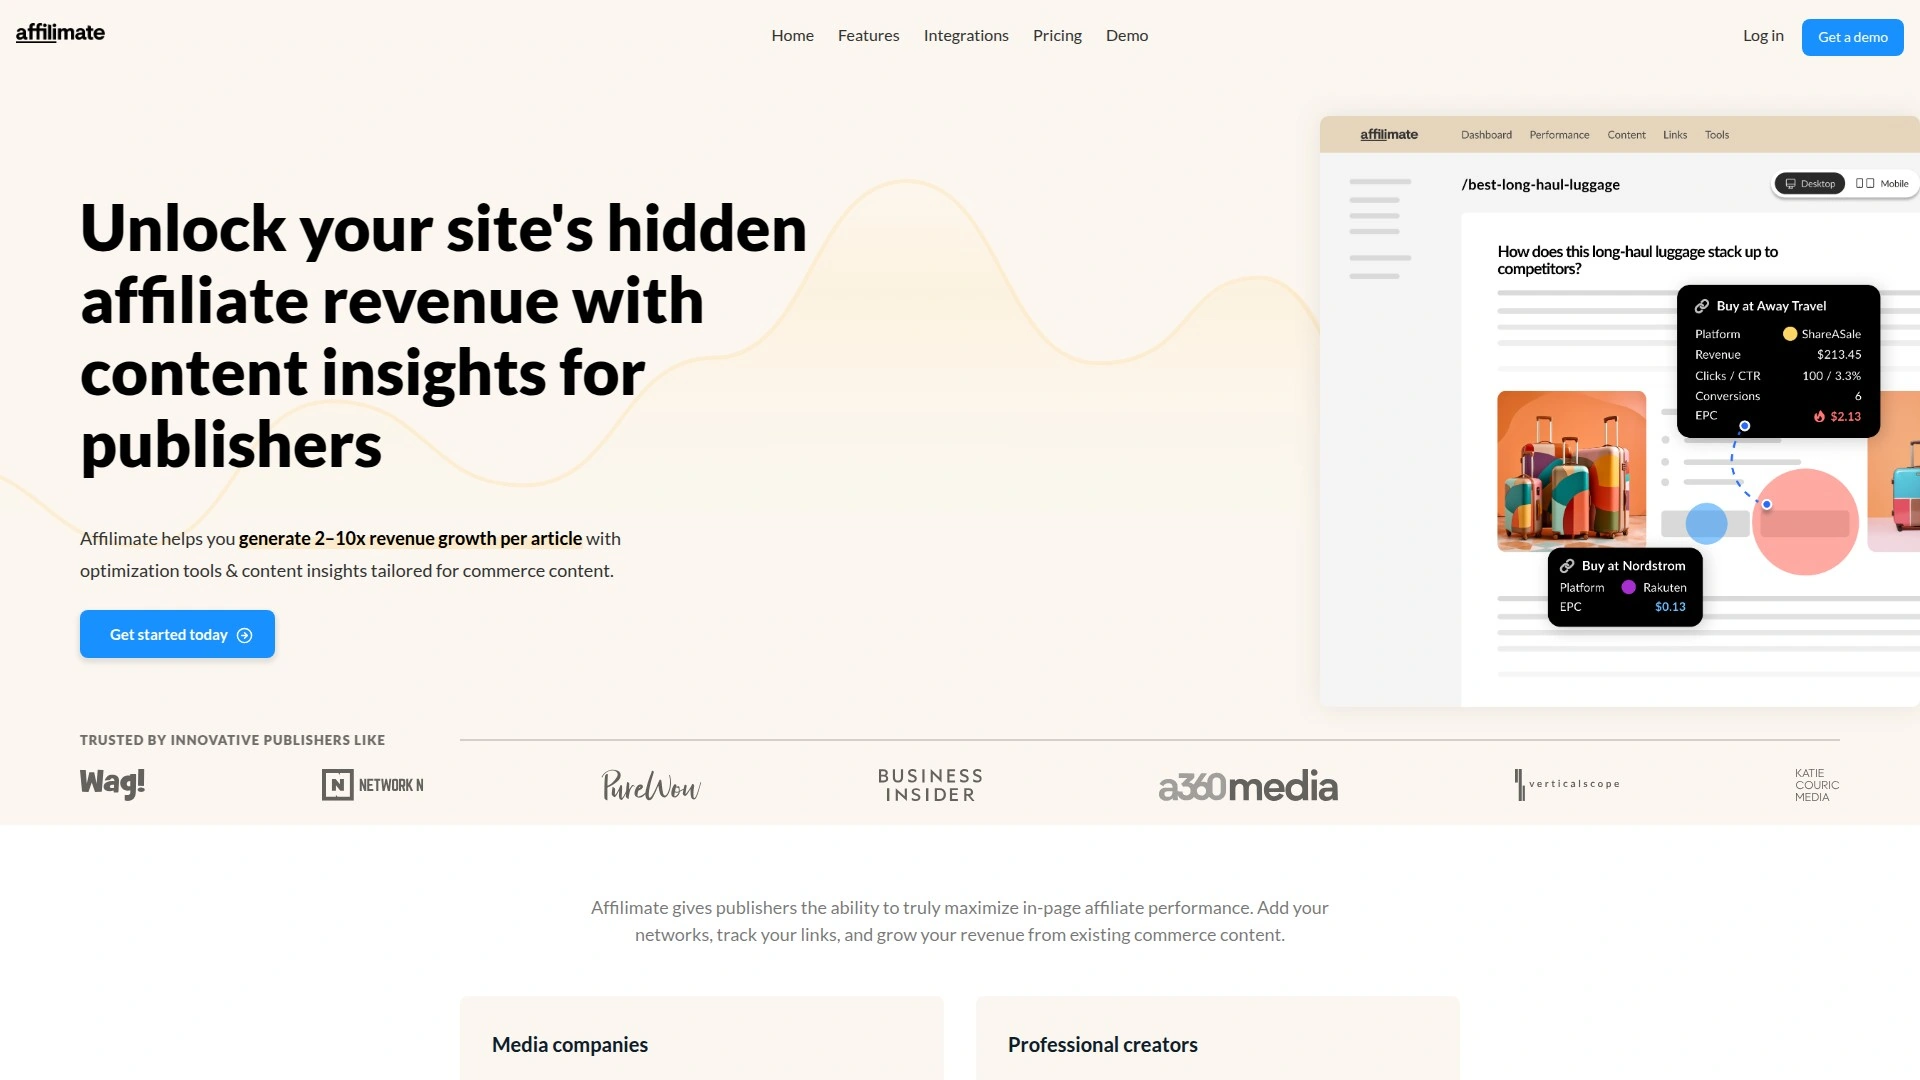 affilimate
Home
Features
Integrations
Pricing
Demo
Log in
Get a demo
Unlock your site's hidden
affiliate revenue with
content insights for
publishers
Affilimate helps you generate 2–10x revenue growth per article with
optimization tools & content insights tailored for commerce content.
Get started today
affilimate
Dashboard
Performance
Content
Links
Tools
/best-long-haul-luggage
Desktop
Mobile
How does this long-haul luggage stack up to
competitors?
Buy at Away Travel
Platform ShareASale
Revenue $213.45
Clicks / CTR 100 / 3.3%
Conversions 6
EPC $2.13
Buy at Nordstrom
Platform Rakuten
EPC $0.13
TRUSTED BY INNOVATIVE PUBLISHERS LIKE
Wag!
N NETWORK N
PureWow
BUSINESS
INSIDER
a360media
verticalscope
KATIE
COURIC
MEDIA
Affilimate gives publishers the ability to truly maximize in-page affiliate performance. Add your
networks, track your links, and grow your revenue from existing commerce content.
Media companies
Professional creators